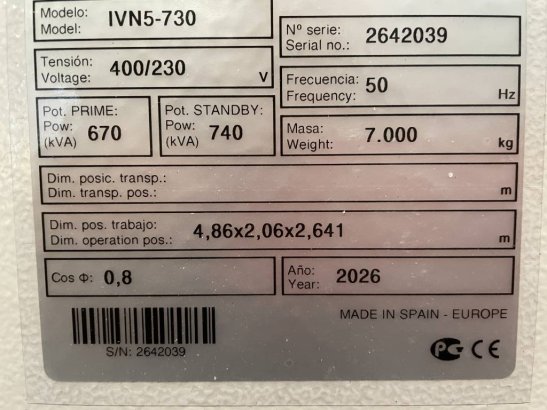 Modelo:
Model: IVN5-730
Nº serie:
Serial no.: 2642039
Tensión:
Voltage: 400/230 V
Frecuencia:
Frequency: 50 Hz
Pot. PRIME:
Pow:
(kVA) 670
Pot. STANDBY:
Pow:
(kVA) 740
Masa:
Weight: 7.000 kg
Dim. posic. transp.:
Dim. transp. pos.: m
Dim. pos. trabajo:
Dim. operation pos.: 4,86x2,06x2,641 m
Cos Φ: 0,8
Año:
Year: 2026
MADE IN SPAIN - EUROPE
S/N: 2642039
PG CE